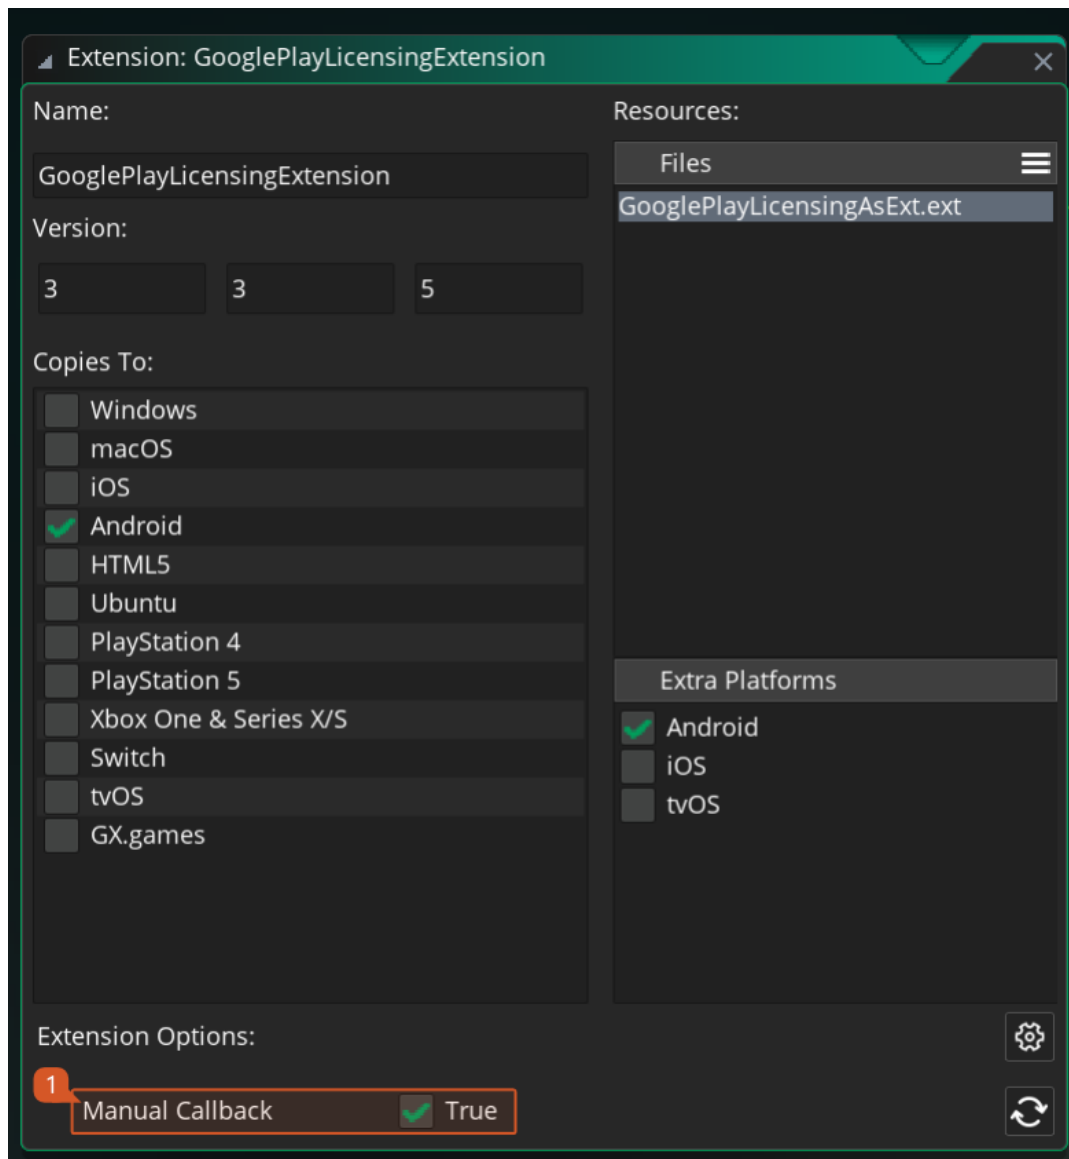 Extension: GooglePlayLicensingExtension
Name:
GooglePlayLicensingExtension
Version:
3 3 5
Copies To:
Windows
macOS
iOS
Android
HTML5
Ubuntu
PlayStation 4
PlayStation 5
Xbox One & Series X/S
Switch
tvOS
GX.games
Resources:
Files
GooglePlayLicensingAsExt.ext
Extra Platforms
Android
iOS
tvOS
Extension Options:
1
Manual Callback True